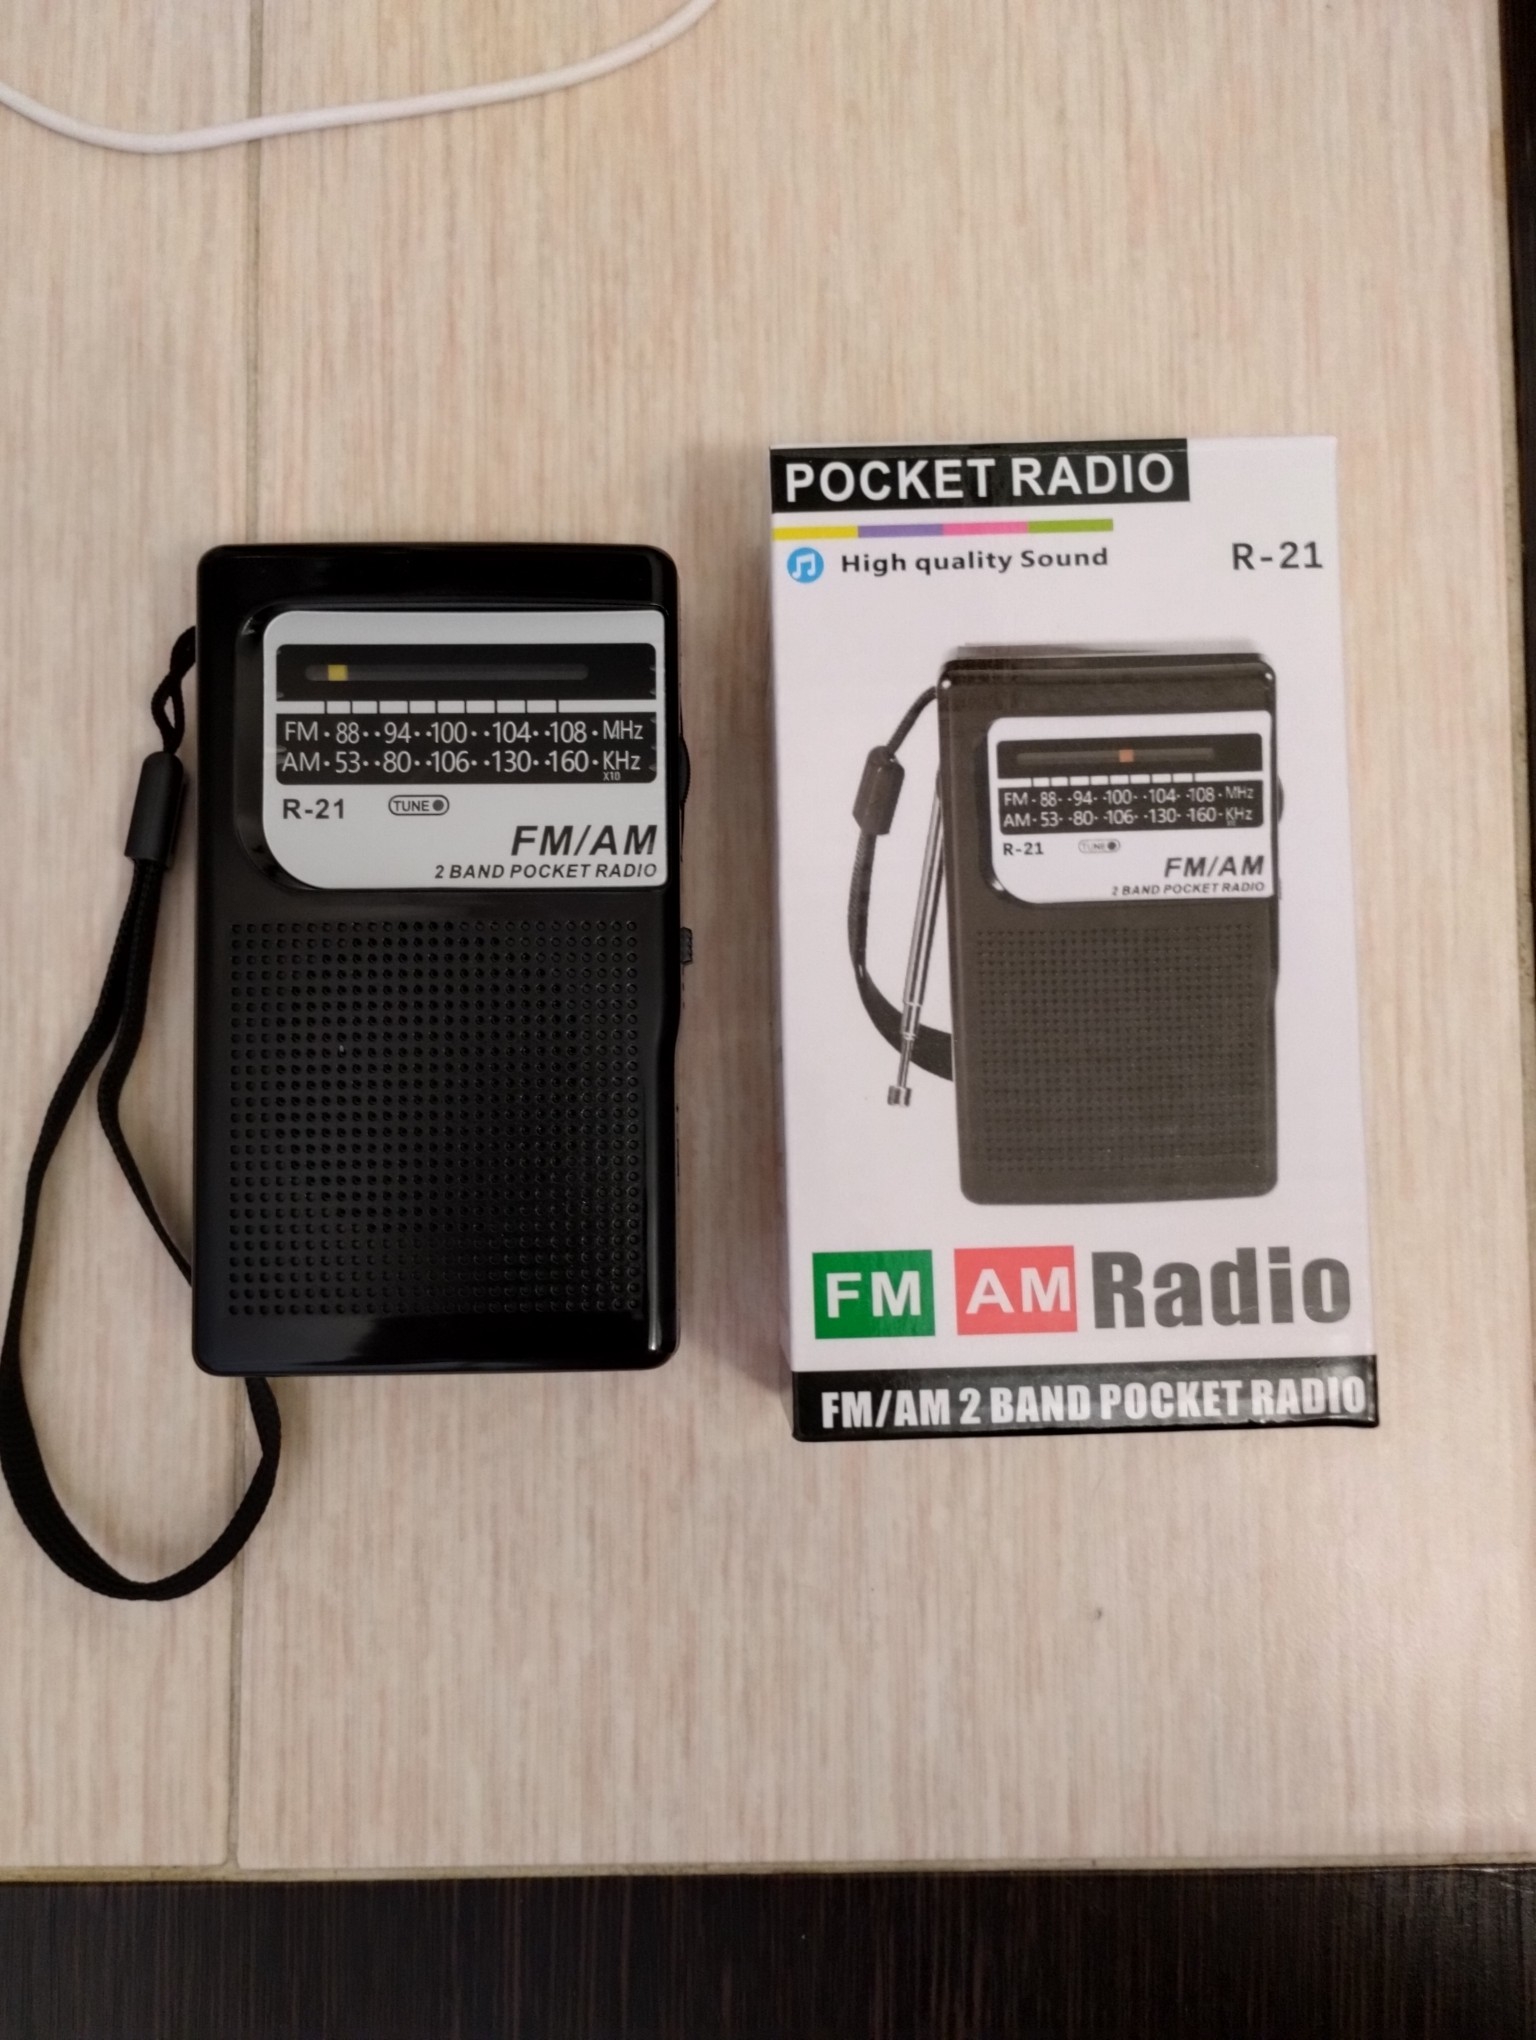 FM • 88 • • 94 • • 100 • • 104 • • 108 • MHz
AM • 53 • • 80 • • 106 • • 130 • • 160 • KHz
X10
R-21 TUNE
FM/AM
2 BAND POCKET RADIO
POCKET RADIO
High quality Sound R-21
FM • 88 • • 94 • • 100 • • 104 • • 108 • MHz
AM • 53 • • 80 • • 106 • • 130 • • 160 • KHz
R-21 TUNE
FM/AM
2 BAND POCKET RADIO
FM AM Radio
FM/AM 2 BAND POCKET RADIO